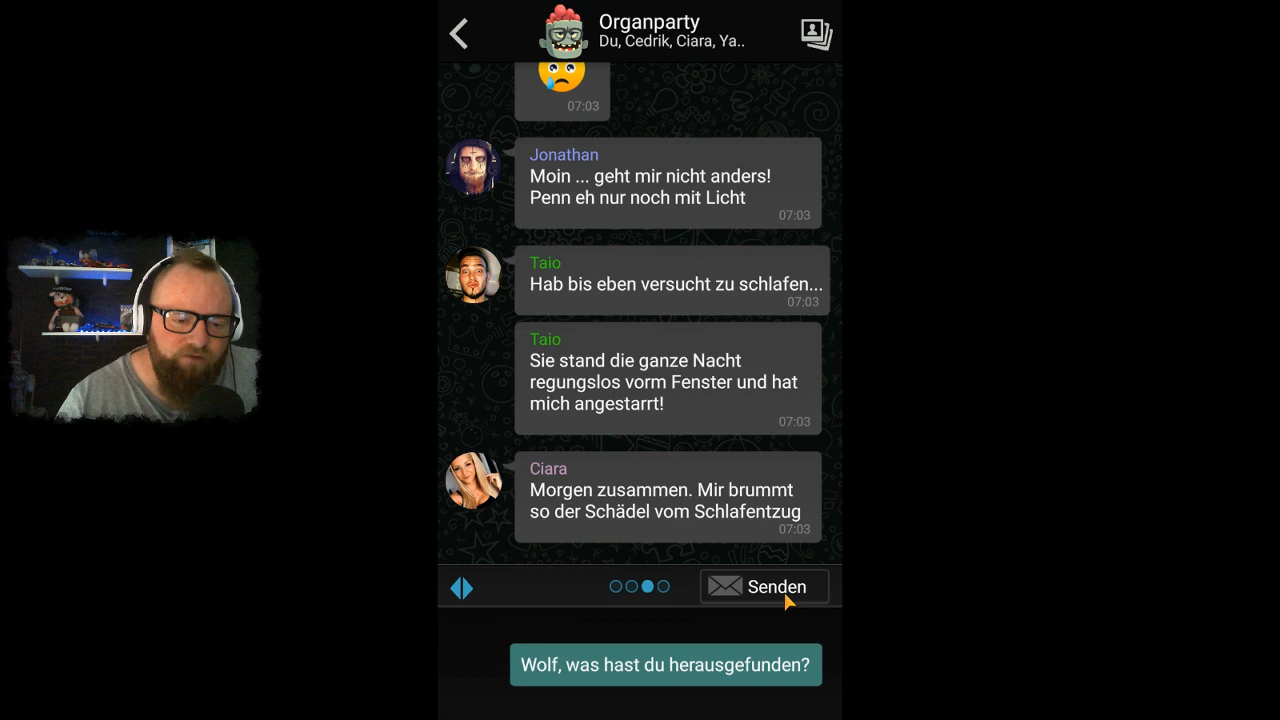 Organparty
Du, Cedrik, Ciara, Ya..
07:03
Jonathan
Moin ... geht mir nicht anders!
Penn eh nur noch mit Licht
07:03
Taio
Hab bis eben versucht zu schlafen...
07:03
Taio
Sie stand die ganze Nacht
regungslos vorm Fenster und hat
mich angestarrt!
07:03
Ciara
Morgen zusammen. Mir brummt
so der Schädel vom Schlafentzug
07:03
Senden
Wolf, was hast du herausgefunden?